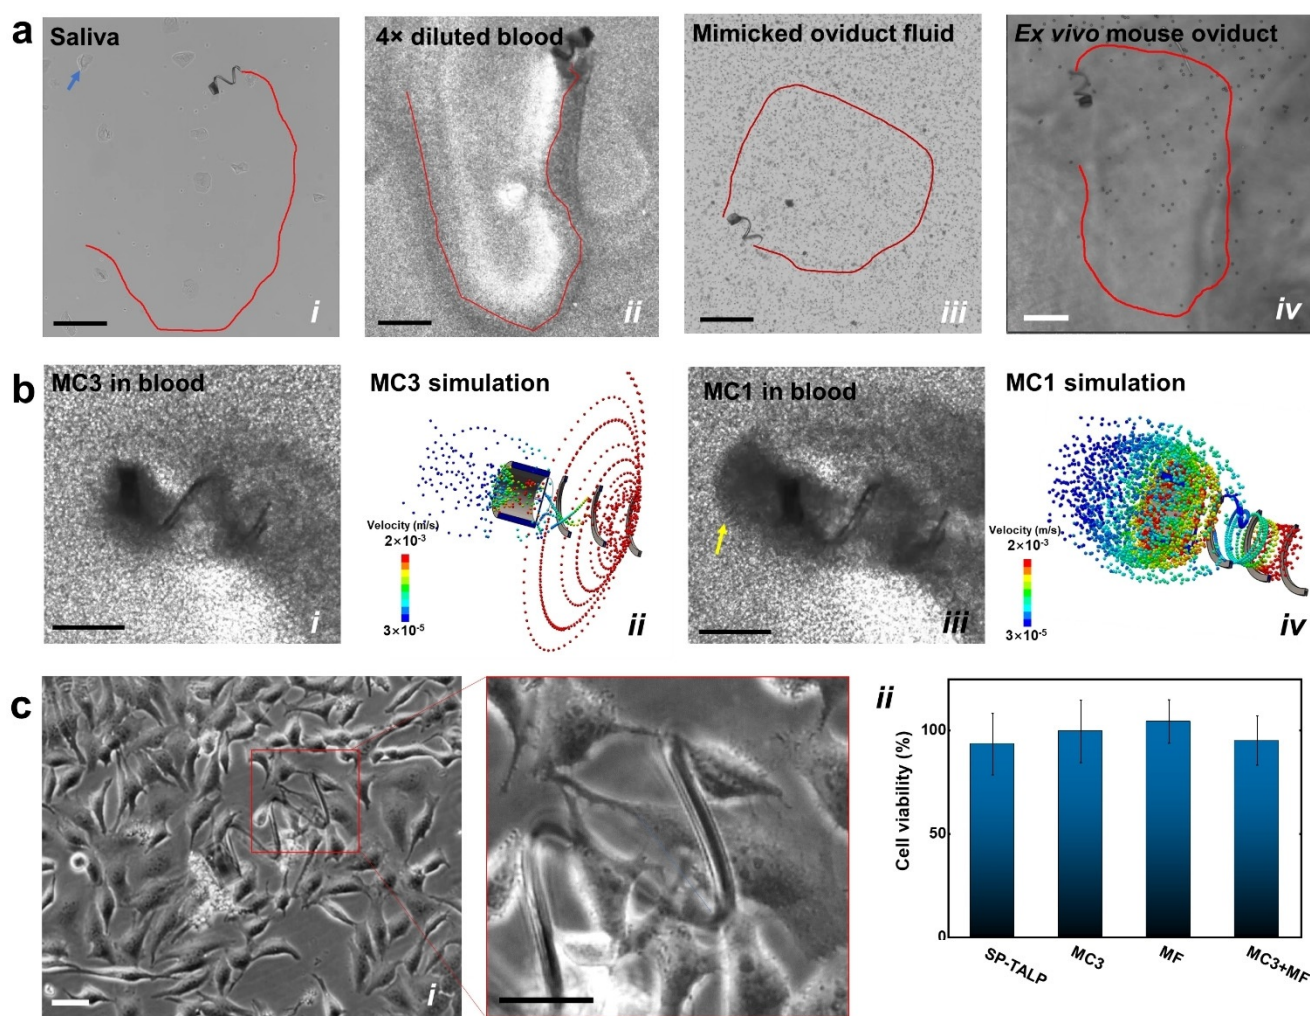 a
Saliva
i
4× diluted blood
ii
Mimicked oviduct fluid
iii
Ex vivo mouse oviduct
iv
b
MC3 in blood
i
MC3 simulation
Velocity (m/s)
2×10⁻³
3×10⁻⁵
ii
MC1 in blood
iii
MC1 simulation
Velocity (m/s)
2×10⁻³
3×10⁻⁵
iv
c
i
ii
Cell viability (%)
100
50
0
SP-TALP
MC3
MF
MC3+MF